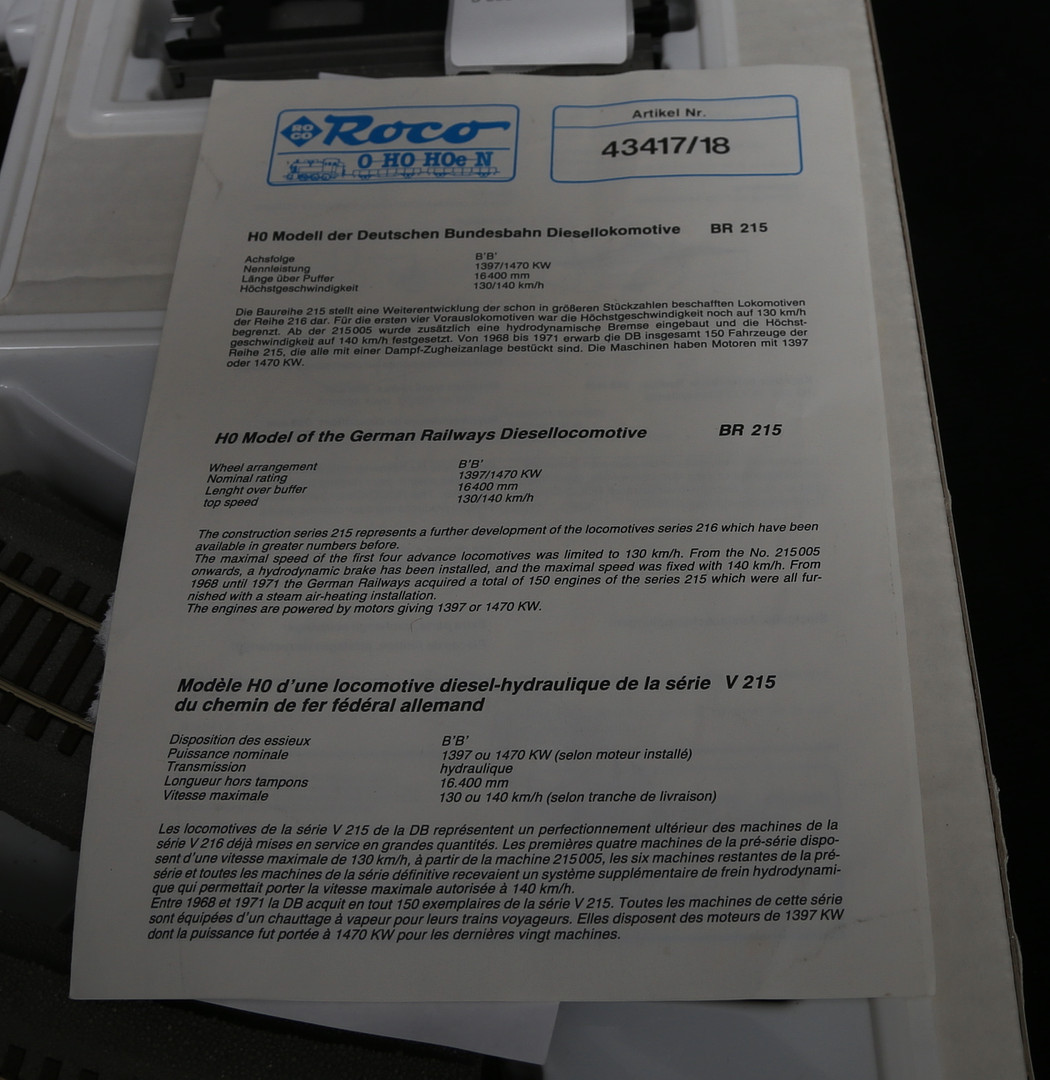 ROCO
Roco
O HO HOe N
Artikel Nr.
43417/18
H0 Modell der Deutschen Bundesbahn Diesellokomotive BR 215
Achsfolge B'B'
Nennleistung 1397/1470 KW
Länge über Puffer 16400 mm
Höchstgeschwindigkeit 130/140 km/h
Die Baureihe 215 stellt eine Weiterentwicklung der schon in größeren Stückzahlen beschafften Lokomotiven
der Reihe 216 dar. Für die ersten vier Vorauslokomotiven war die Höchstgeschwindigkeit noch auf 130 km/h
begrenzt. Ab der 215005 wurde zusätzlich eine hydrodynamische Bremse eingebaut und die Höchst-
geschwindigkeit auf 140 km/h festgesetzt. Von 1968 bis 1971 erwarb die DB insgesamt 150 Fahrzeuge der
Reihe 215, die alle mit einer Dampf-Zugheizanlage bestückt sind. Die Maschinen haben Motoren mit 1397
oder 1470 KW.
H0 Model of the German Railways Diesellocomotive BR 215
Wheel arrangement B'B'
Nominal rating 1397/1470 KW
Lenght over buffer 16400 mm
top speed 130/140 km/h
The construction series 215 represents a further development of the locomotives series 216 which have been
available in greater numbers before.
The maximal speed of the first four advance locomotives was limited to 130 km/h. From the No. 215005
onwards, a hydrodynamic brake has been installed, and the maximal speed was fixed with 140 km/h. From
1968 until 1971 the German Railways acquired a total of 150 engines of the series 215 which were all fur-
nished with a steam air-heating installation.
The engines are powered by motors giving 1397 or 1470 KW.
Modèle H0 d'une locomotive diesel-hydraulique de la série V 215
du chemin de fer fédéral allemand
Disposition des essieux B'B'
Puissance nominale 1397 ou 1470 KW (selon moteur installé)
Transmission hydraulique
Longueur hors tampons 16.400 mm
Vitesse maximale 130 ou 140 km/h (selon tranche de livraison)
Les locomotives de la série V 215 de la DB représentent un perfectionnement ultérieur des machines de la
série V 216 déjà mises en service en grandes quantités. Les premières quatre machines de la pré-série dispo-
sent d'une vitesse maximale de 130 km/h, à partir de la machine 215005, les six machines restantes de la pré-
série et toutes les machines de la série définitive recevaient un système supplémentaire de frein hydrodynami-
que qui permettait porter la vitesse maximale autorisée à 140 km/h.
Entre 1968 et 1971 la DB acquit en tout 150 exemplaires de la série V 215. Toutes les machines de cette série
sont équipées d'un chauttage à vapeur pour leurs trains voyageurs. Elles disposent des moteurs de 1397 KW
dont la puissance fut portée à 1470 KW pour les dernières vingt machines.